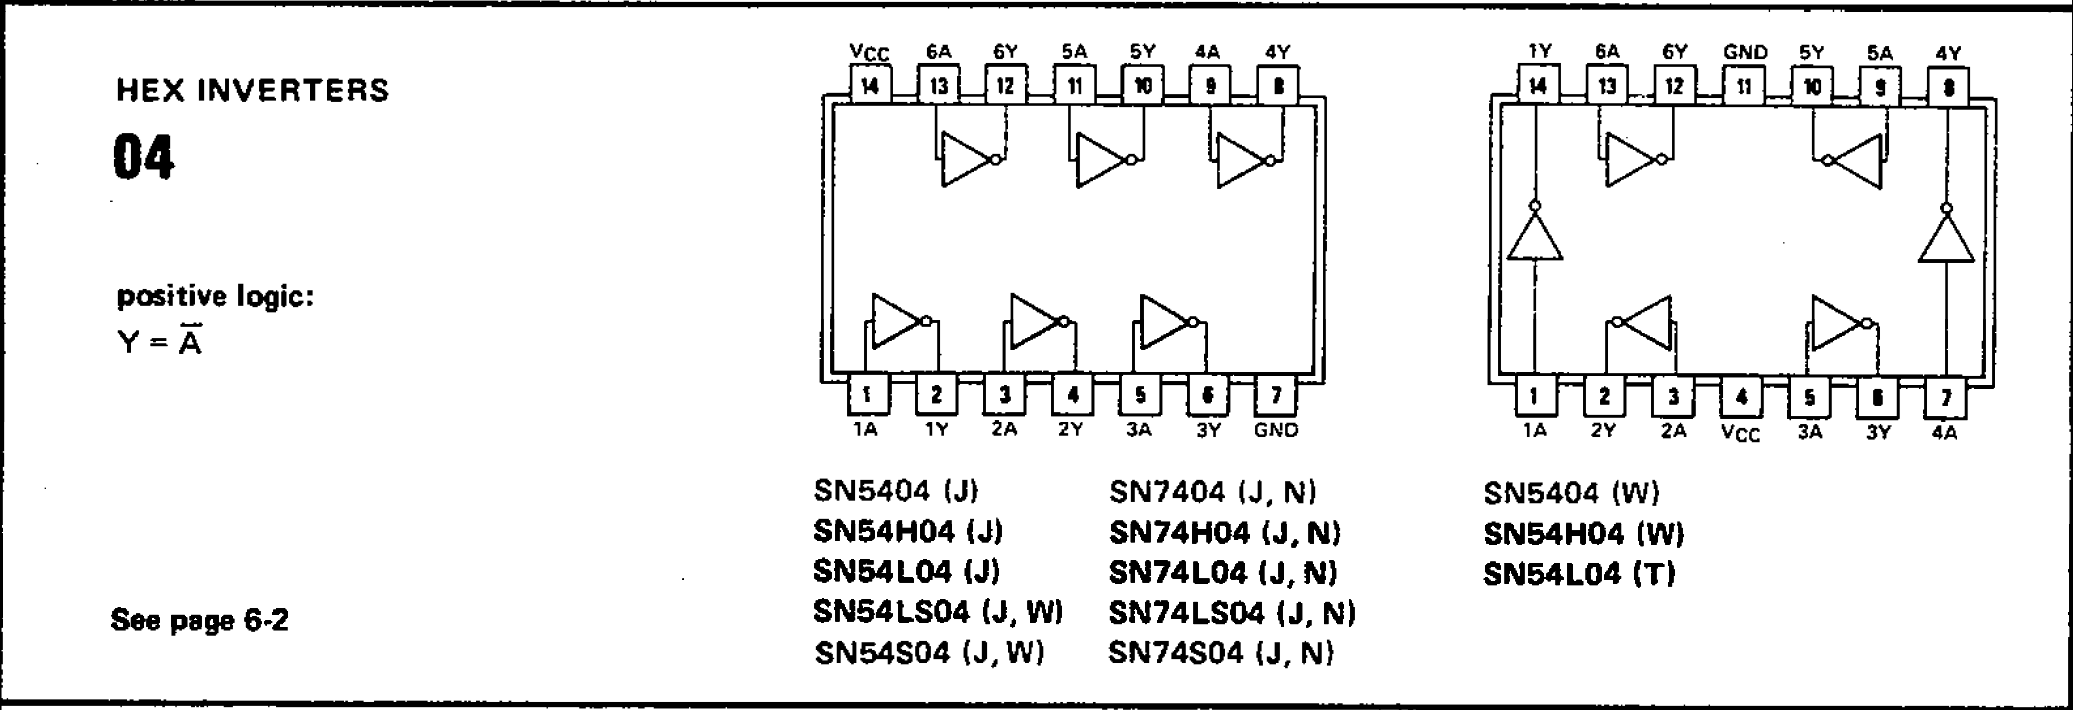 HEX INVERTERS
04
positive logic:
Y = A̅
See page 6-2
VCC 6A 6Y 5A 5Y 4A 4Y
14 13 12 11 10 9 8
1 2 3 4 5 6 7
1A 1Y 2A 2Y 3A 3Y GND
SN5404 (J) SN7404 (J, N)
SN54H04 (J) SN74H04 (J, N)
SN54L04 (J) SN74L04 (J, N)
SN54LS04 (J, W) SN74LS04 (J, N)
SN54S04 (J, W) SN74S04 (J, N)
1Y 6A 6Y GND 5Y 5A 4Y
14 13 12 11 10 9 8
1 2 3 4 5 6 7
1A 2Y 2A VCC 3A 3Y 4A
SN5404 (W)
SN54H04 (W)
SN54L04 (T)